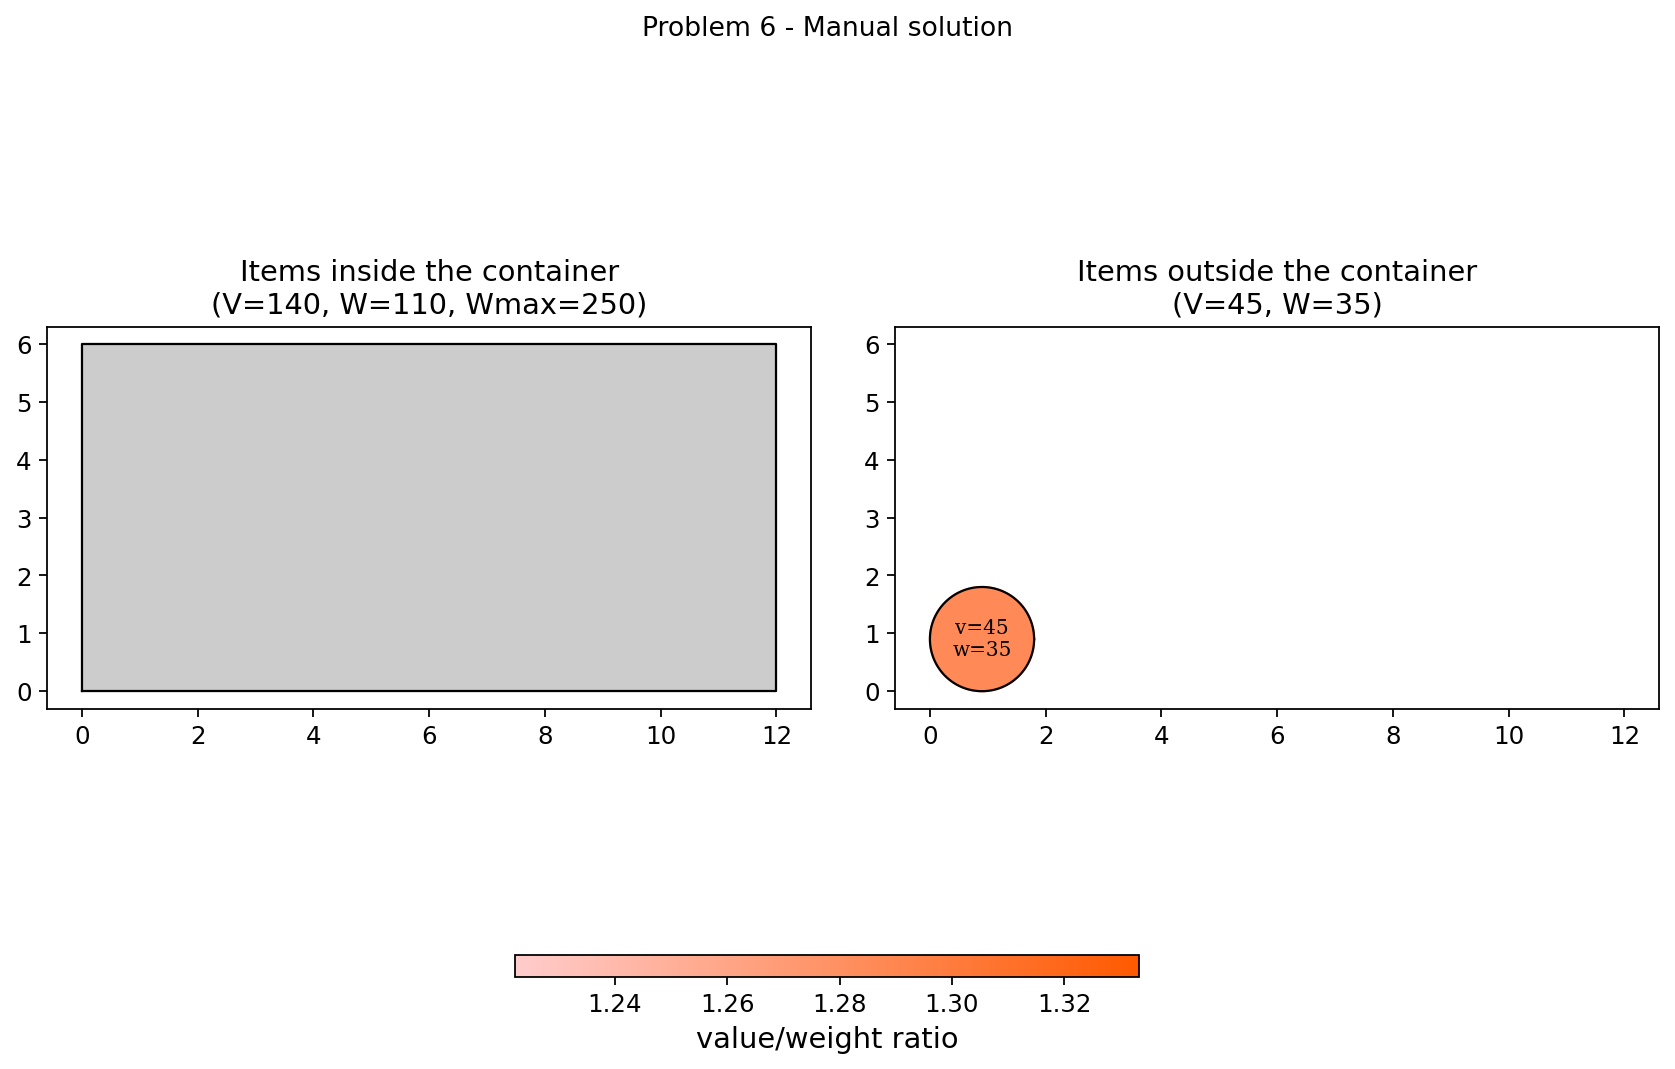 Problem 6 - Manual solution
Items inside the container
(V=140, W=110, Wmax=250)
6
5
4
3
2
1
0
0 2 4 6 8 10 12
Items outside the container
(V=45, W=35)
6
5
4
3
2
1
0
v=45
w=35
0 2 4 6 8 10 12
1.24 1.26 1.28 1.30 1.32
value/weight ratio